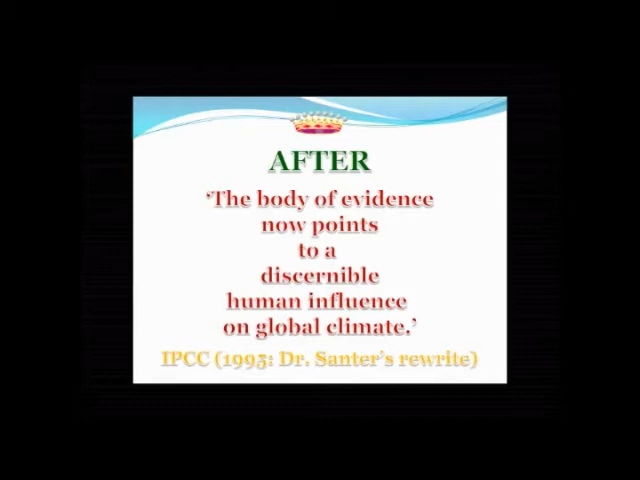 AFTER
‘The body of evidence
now points
to a
discernible
human influence
on global climate.’
IPCC (1995: Dr. Santer’s rewrite)